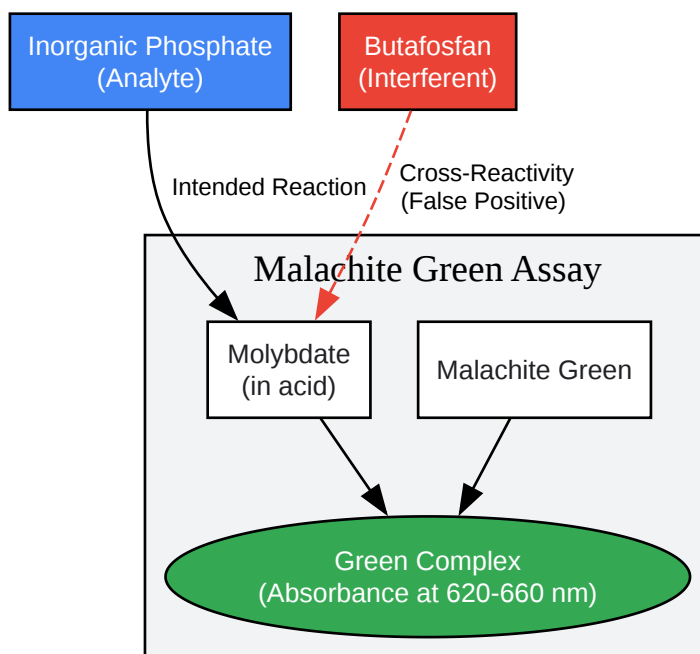 Inorganic Phosphate
(Analyte)
Butafosfan
(Interferent)
Intended Reaction
Cross-Reactivity
(False Positive)
Malachite Green Assay
Molybdate
(in acid)
Malachite Green
Green Complex
(Absorbance at 620-660 nm)